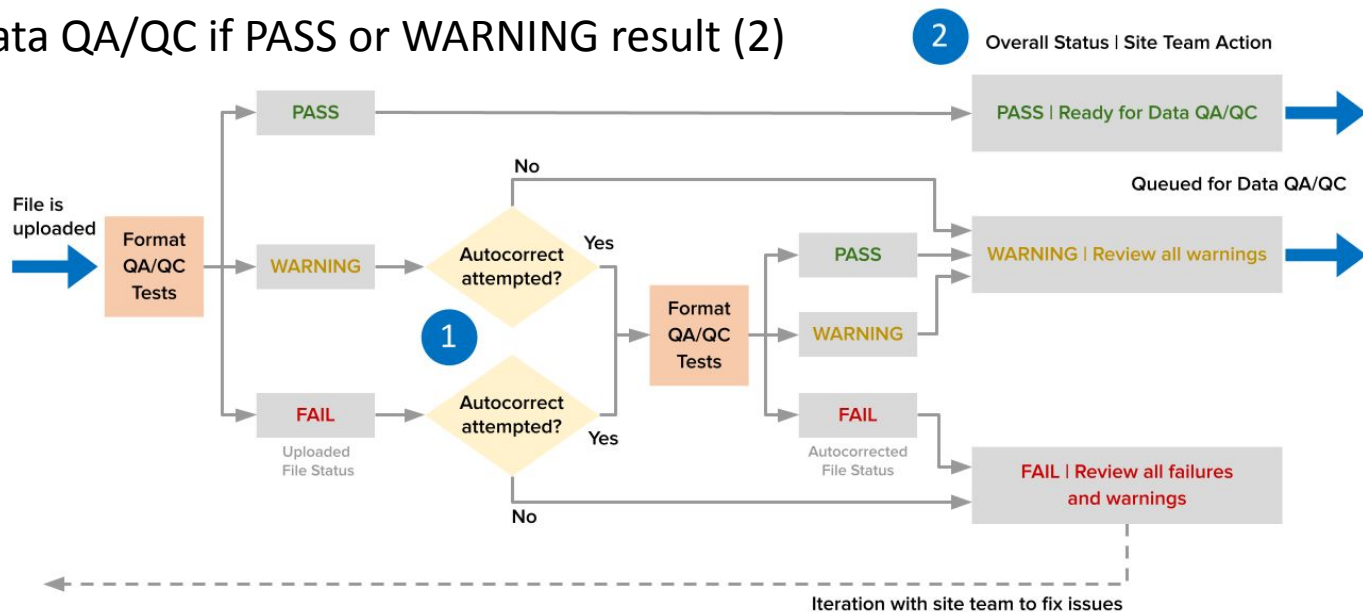 ata QA/QC if PASS or WARNING result (2)
2
Overall Status | Site Team Action
PASS
PASS | Ready for Data QA/QC
No
Queued for Data QA/QC
File is
uploaded
Format
QA/QC
Tests
WARNING
Autocorrect
attempted?
Yes
PASS
WARNING | Review all warnings
1
Format
QA/QC
Tests
WARNING
FAIL
Uploaded
File Status
Autocorrect
attempted?
Yes
FAIL
Autocorrected
File Status
FAIL | Review all failures
and warnings
No
Iteration with site team to fix issues